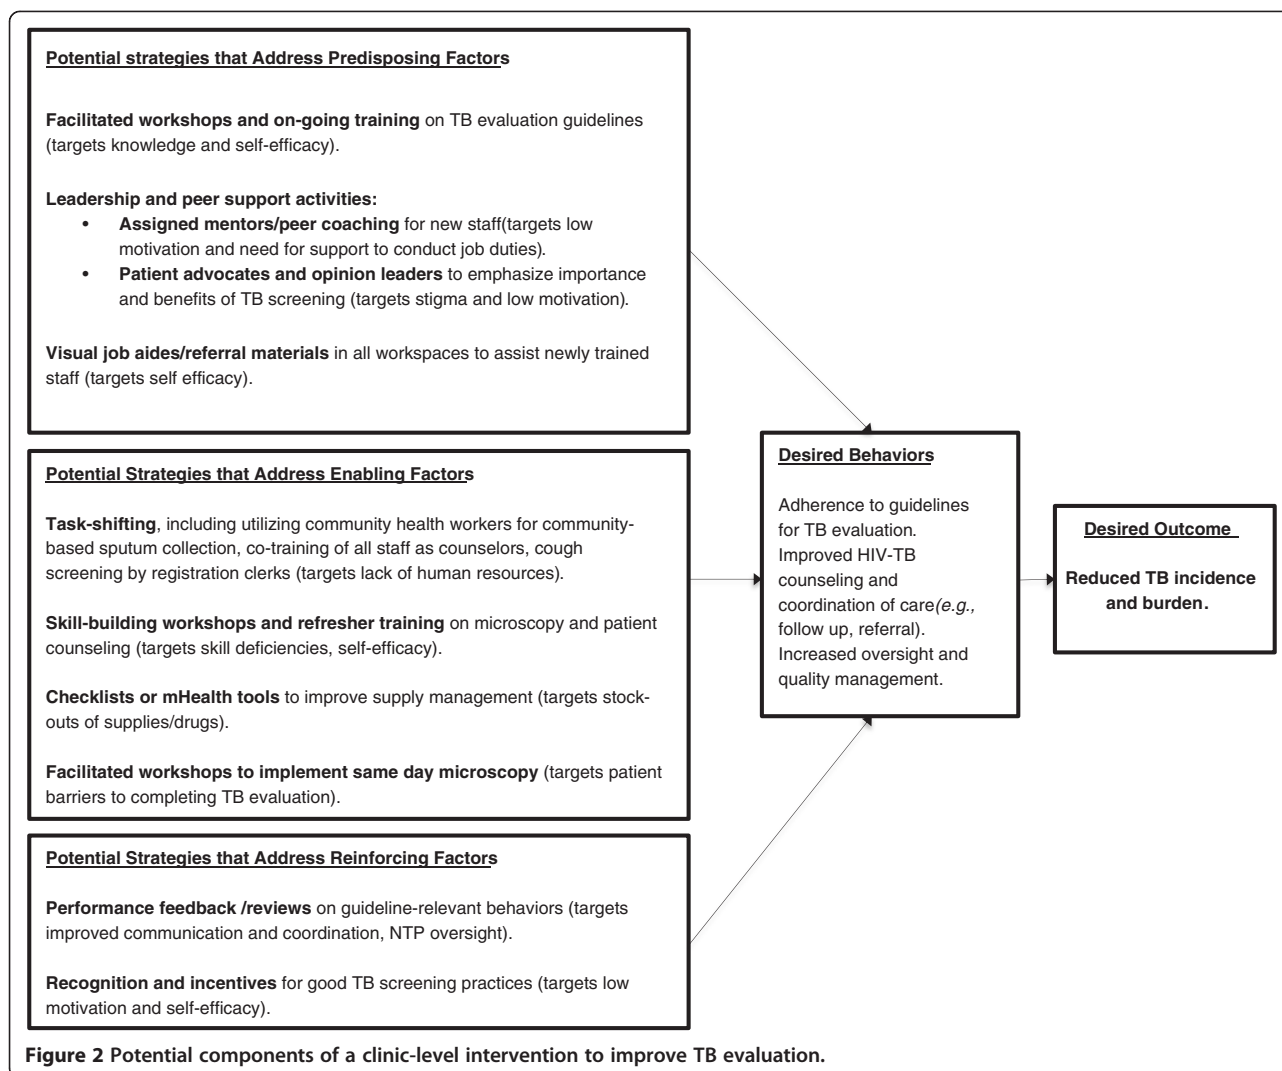 Potential strategies that Address Predisposing Factors
Facilitated workshops and on-going training on TB evaluation guidelines
(targets knowledge and self-efficacy).
Leadership and peer support activities:
• Assigned mentors/peer coaching for new staff(targets low
motivation and need for support to conduct job duties).
• Patient advocates and opinion leaders to emphasize importance
and benefits of TB screening (targets stigma and low motivation).
Visual job aides/referral materials in all workspaces to assist newly trained
staff (targets self efficacy).
Potential Strategies that Address Enabling Factors
Task-shifting, including utilizing community health workers for community-
based sputum collection, co-training of all staff as counselors, cough
screening by registration clerks (targets lack of human resources).
Skill-building workshops and refresher training on microscopy and patient
counseling (targets skill deficiencies, self-efficacy).
Checklists or mHealth tools to improve supply management (targets stock-
outs of supplies/drugs).
Facilitated workshops to implement same day microscopy (targets patient
barriers to completing TB evaluation).
Potential Strategies that Address Reinforcing Factors
Performance feedback /reviews on guideline-relevant behaviors (targets
improved communication and coordination, NTP oversight).
Recognition and incentives for good TB screening practices (targets low
motivation and self-efficacy).
Desired Behaviors
Adherence to guidelines
for TB evaluation.
Improved HIV-TB
counseling and
coordination of care(e.g.,
follow up, referral).
Increased oversight and
quality management.
Desired Outcome
Reduced TB incidence
and burden.
Figure 2 Potential components of a clinic-level intervention to improve TB evaluation.